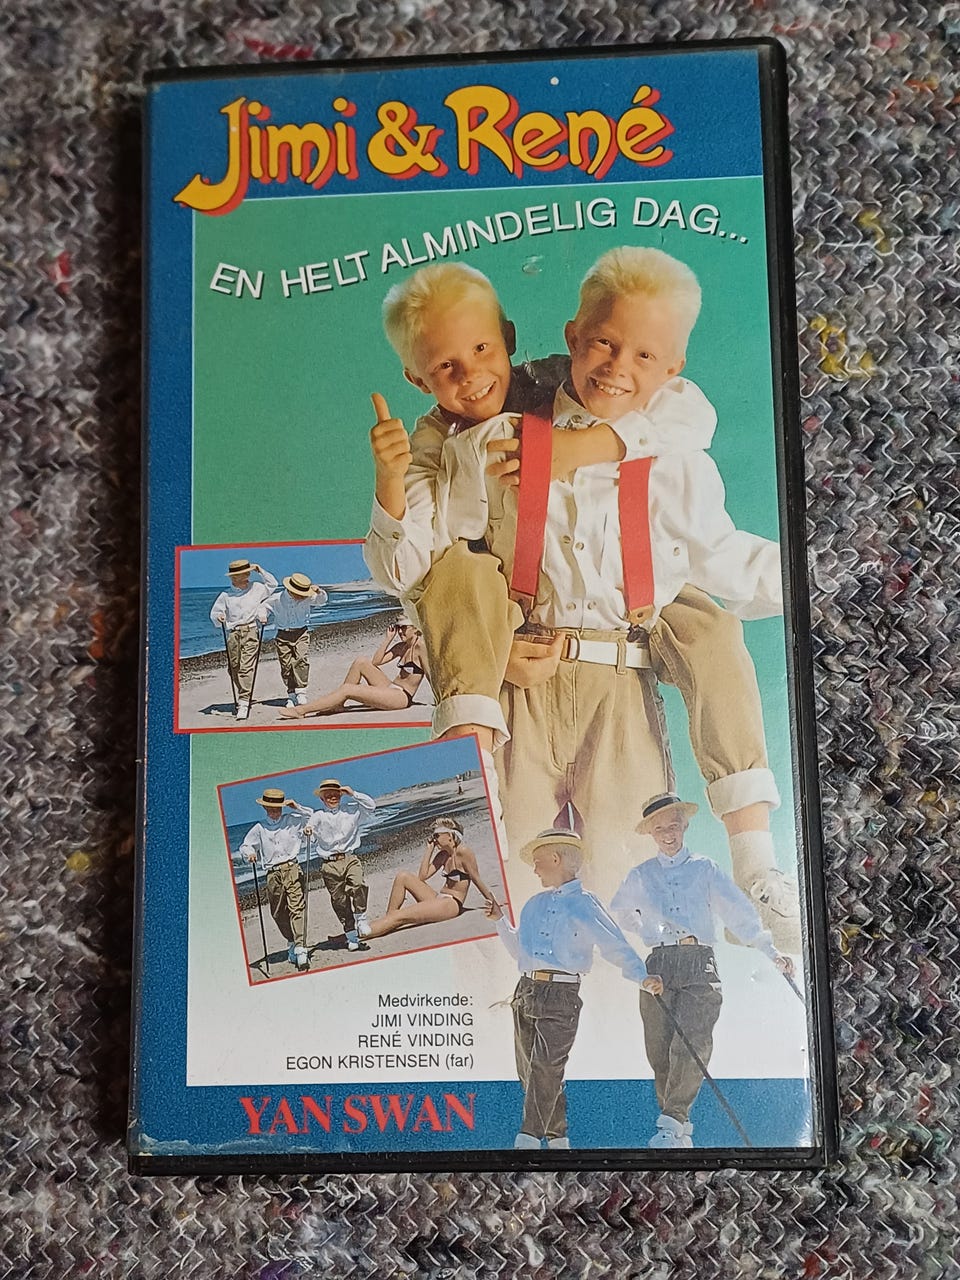 Jimi & René
EN HELT ALMINDELIG DAG...
Medvirkende:
JIMI VINDING
RENÉ VINDING
EGON KRISTENSEN (far)
YAN SWAN